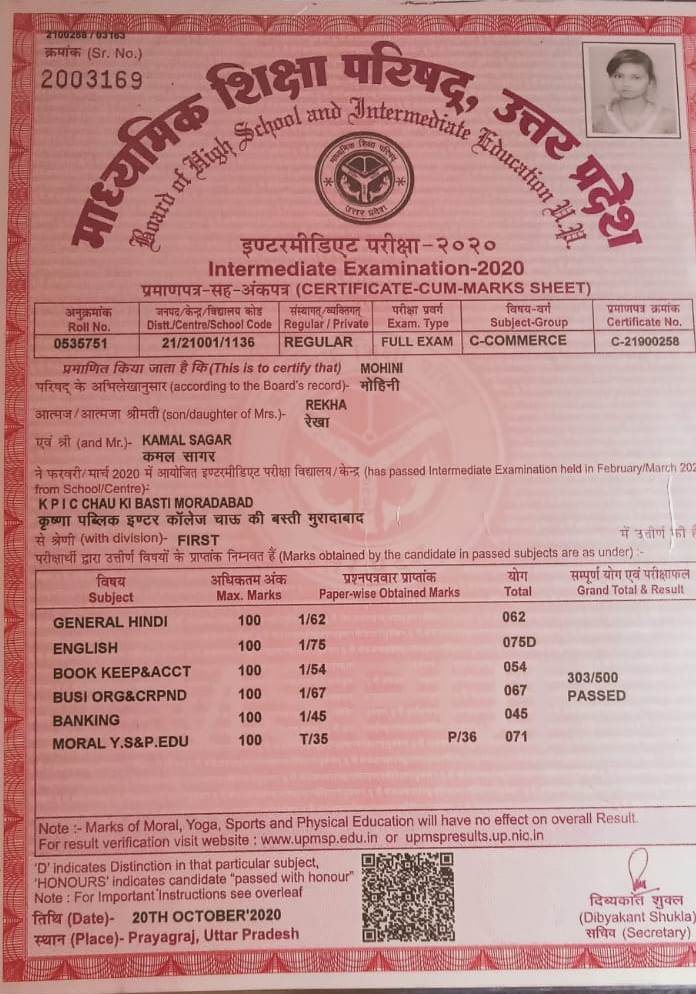 2100268 / 03163
क्रमांक (Sr. No.)
2003169
माध्यमिक शिक्षा परिषद्, उत्तर प्रदेश
Board of High School and Intermediate Education U.P.
माध्यमिक शिक्षा परिषद्
उत्तर प्रदेश
इण्टरमीडिएट परीक्षा-२०२०
Intermediate Examination-2020
प्रमाणपत्र-सह-अंकपत्र (CERTIFICATE-CUM-MARKS SHEET)
अनुक्रमांक जनपद/केन्द्र/विद्यालय कोड संस्थागत/व्यक्तिगत परीक्षा प्रवर्ग विषय-वर्ग प्रमाणपत्र क्रमांक
Roll No. Distt./Centre/School Code Regular / Private Exam. Type Subject-Group Certificate No.
0535751 21/21001/1136 REGULAR FULL EXAM C-COMMERCE C-21900258
प्रमाणित किया जाता है कि (This is to certify that) MOHINI
परिषद के अभिलेखानुसार (according to the Board's record)- मोहिनी
आत्मज/आत्मजा श्रीमती (son/daughter of Mrs.)- REKHA
रेखा
एवं श्री (and Mr.)- KAMAL SAGAR
कमल सागर
ने फरवरी/मार्च 2020 में आयोजित इण्टरमीडिएट परीक्षा विद्यालय/केन्द्र (has passed Intermediate Examination held in February/March 202
from School/Centre):-
K P I C CHAU KI BASTI MORADABAD
कृष्णा पब्लिक इण्टर कॉलेज चाऊ की बस्ती मुरादाबाद
से श्रेणी (with division)- FIRST में उत्तीर्ण की है
परीक्षार्थी द्वारा उत्तीर्ण विषयों के प्राप्तांक निम्नवत हैं (Marks obtained by the candidate in passed subjects are as under) :-
विषय अधिकतम अंक प्रश्नपत्रवार प्राप्तांक योग सम्पूर्ण योग एवं परीक्षाफल
Subject Max. Marks Paper-wise Obtained Marks Total Grand Total & Result
GENERAL HINDI 100 1/62 062
ENGLISH 100 1/75 075D
BOOK KEEP&ACCT 100 1/54 054
303/500
BUSI ORG&CRPND 100 1/67 067 PASSED
BANKING 100 1/45 045
MORAL Y.S&P.EDU 100 T/35 P/36 071
Note :- Marks of Moral, Yoga, Sports and Physical Education will have no effect on overall Result.
For result verification visit website : www.upmsp.edu.in or upmspresults.up.nic.in
'D' indicates Distinction in that particular subject,
'HONOURS' indicates candidate "passed with honour"
Note : For Important Instructions see overleaf
तिथि (Date)- 20TH OCTOBER'2020
स्थान (Place)- Prayagraj, Uttar Pradesh
दिब्यकांत शुक्ल
(Dibyakant Shukla)
सचिव (Secretary)